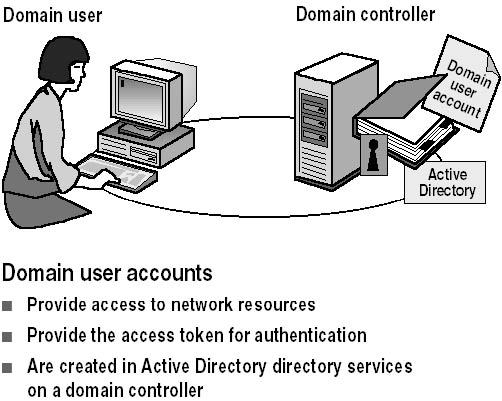 Domain user
Domain controller
Domain
user
account
Active
Directory
Domain user accounts
■ Provide access to network resources
■ Provide the access token for authentication
■ Are created in Active Directory directory services
on a domain controller